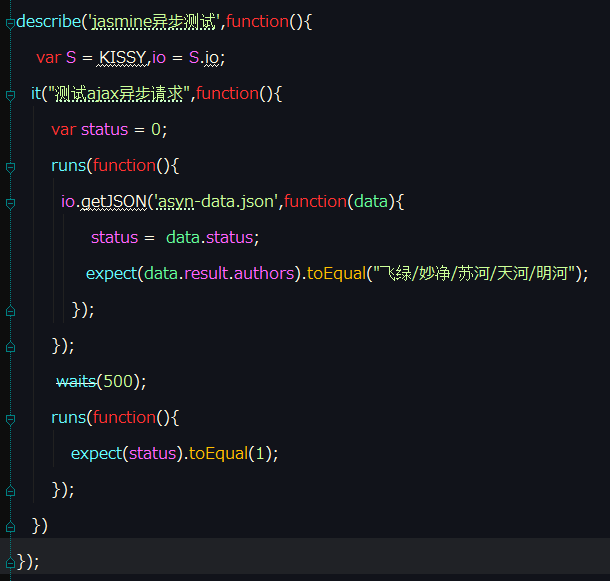 describe('jasmine异步测试',function(){
var S = KISSY,io = S.io;
it("测试ajax异步请求",function(){
var status = 0;
runs(function(){
io.getJSON('asyn-data.json',function(data){
status = data.status;
expect(data.result.authors).toEqual("飞绿/妙净/苏河/天河/明河");
});
});
waits(500);
runs(function(){
expect(status).toEqual(1);
});
})
});